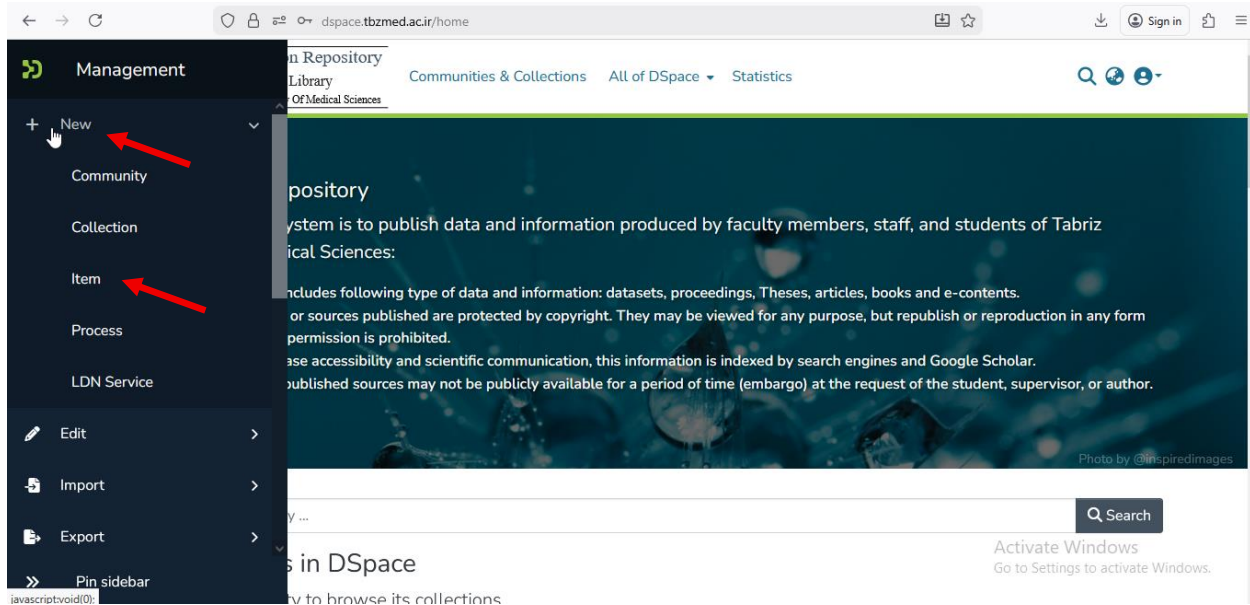 dspace.tbzmed.ac.ir/home
Sign in
Management
n Repository
Library
Of Medical Sciences
Communities & Collections
All of DSpace
Statistics
New
Community
Collection
Item
Process
LDN Service
Edit
Import
Export
Pin sidebar
javascript:void(0);
pository
ystem is to publish data and information produced by faculty members, staff, and students of Tabriz
ical Sciences:
ncludes following type of data and information: datasets, proceedings, Theses, articles, books and e-contents.
or sources published are protected by copyright. They may be viewed for any purpose, but republish or reproduction in any form
permission is prohibited.
ase accessibility and scientific communication, this information is indexed by search engines and Google Scholar.
published sources may not be publicly available for a period of time (embargo) at the request of the student, supervisor, or author.
Photo by @inspiredimages
y ...
Search
s in DSpace
ty to browse its collections
Activate Windows
Go to Settings to activate Windows.